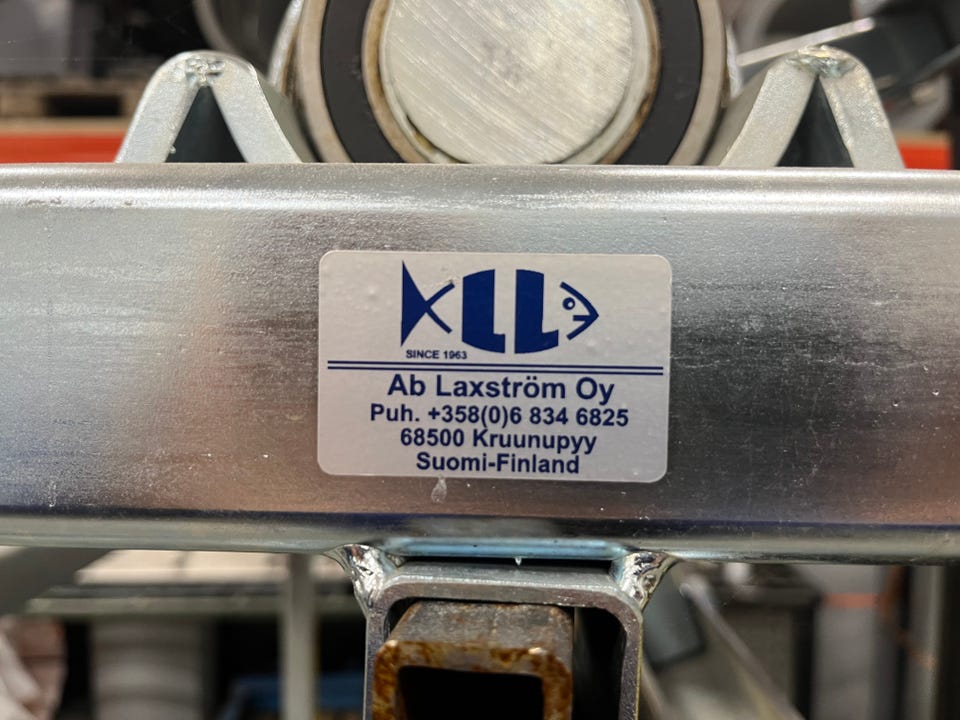 KLL
SINCE 1963
Ab Laxström Oy
Puh. +358(0)6 834 6825
68500 Kruunupyy
Suomi-Finland